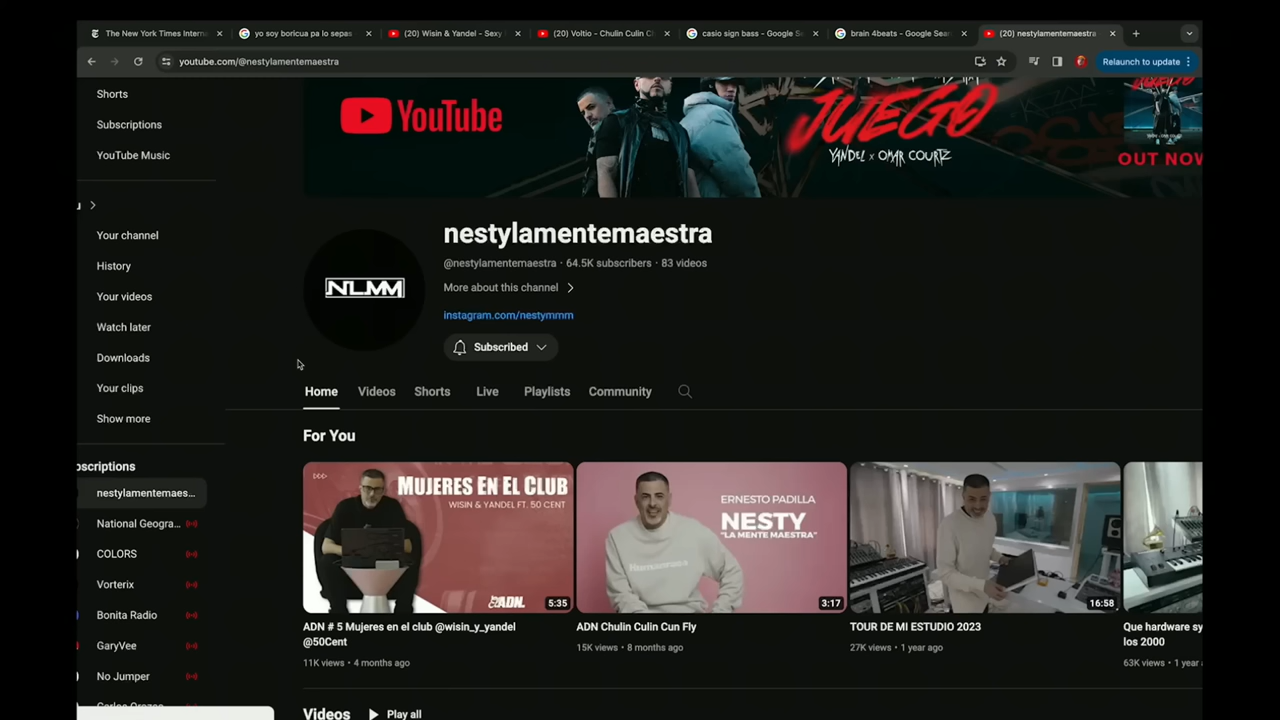 The New York Times Interna
yo soy boricua pa lo sepas
(20) Wisin & Yandel - Sexy
(20) Voltio - Chulin Culin C
casio sign bass - Google Se
brain 4beats - Google Sear
(20) nestylamentemaestra
youtube.com/@nestylamentemaestra
Relaunch to update
Shorts
Subscriptions
YouTube Music
u
Your channel
History
Your videos
Watch later
Downloads
Your clips
Show more
bscriptions
nestylamentemaes...
National Geogra...
COLORS
Vorterix
Bonita Radio
GaryVee
No Jumper
YouTube
JUEGO
YANDEL x OMAR COURTZ
OUT NOW
NLMM
nestylamentemaestra
@nestylamentemaestra · 64.5K subscribers · 83 videos
More about this channel
instagram.com/nestymmm
Subscribed
Home
Videos
Shorts
Live
Playlists
Community
For You
MUJERES EN EL CLUB
WISIN & YANDEL FT. 50 CENT
ADN.
5:35
ADN # 5 Mujeres en el club @wisin_y_yandel
@50Cent
11K views • 4 months ago
ERNESTO PADILLA
NESTY
"LA MENTE MAESTRA"
3:17
ADN Chulin Culin Cun Fly
15K views • 8 months ago
16:58
TOUR DE MI ESTUDIO 2023
27K views • 1 year ago
Que hardware sy
los 2000
63K views • 1 year a
Videos
Play all